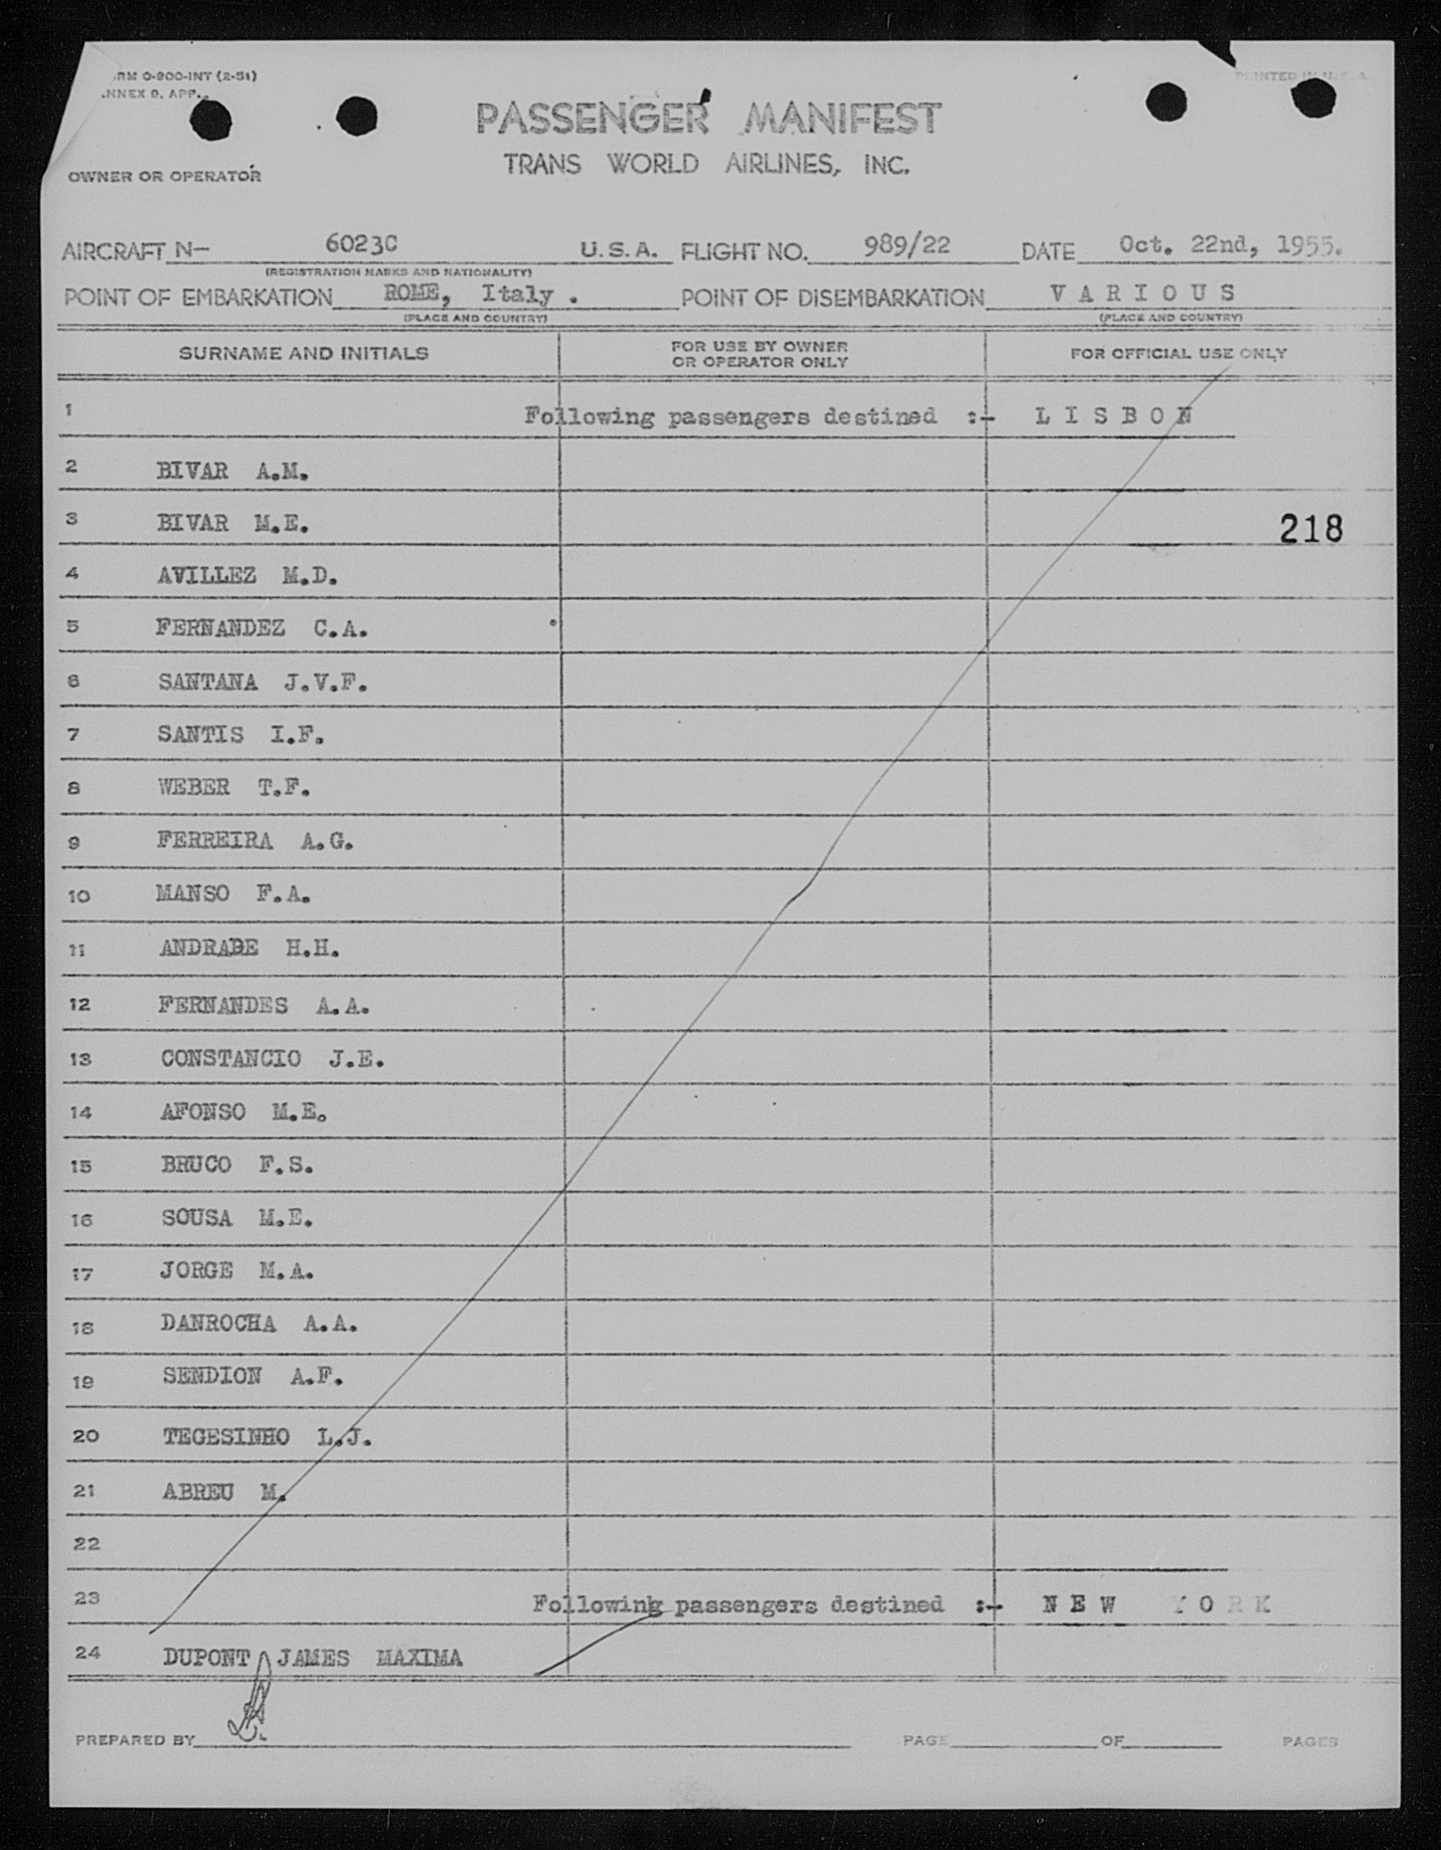 RM 0-900-INT (2-51)
NNEX 9, APP.
PRINTED IN U.S.A.
PASSENGER MANIFEST
TRANS WORLD AIRLINES, INC.
OWNER OR OPERATOR
AIRCRAFT N- 6023C U.S.A. FLIGHT NO. 989/22 DATE Oct. 22nd, 1955.
(REGISTRATION MARKS AND NATIONALITY)
POINT OF EMBARKATION ROME, Italy . POINT OF DISEMBARKATION V A R I O U S
(PLACE AND COUNTRY) (PLACE AND COUNTRY)
SURNAME AND INITIALS FOR USE BY OWNER OR OPERATOR ONLY FOR OFFICIAL USE ONLY
1 Following passengers destined :- L I S B O N
2 BIVAR A.M.
3 BIVAR M.E. 218
4 AVILLEZ M.D.
5 FERNANDEZ C.A.
6 SANTANA J.V.F.
7 SANTIS I.F.
8 WEBER T.F.
9 FERREIRA A.G.
10 MANSO F.A.
11 ANDRADE H.H.
12 FERNANDES A.A.
13 CONSTANCIO J.E.
14 AFONSO M.E.
15 BRUCO F.S.
16 SOUSA M.E.
17 JORGE M.A.
18 DANROCHA A.A.
19 SENDION A.F.
20 TEGESINHO L.J.
21 ABREU M.
22
23 Following passengers destined :- N E W Y O R K
24 DUPONT JAMES MAXIMA
PREPARED BY PAGE OF PAGES